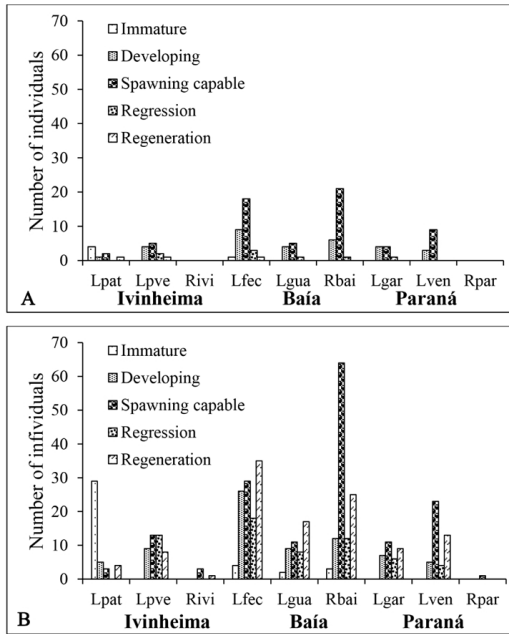 70
60
50
40
30
20
10
0
Number of individuals
Immature
Developing
Spawning capable
Regression
Regeneration
Lpat Lpve Rivi Lfec Lgua Rbai Lgar Lven Rpar
A Ivinheima Baía Paraná
70
60
50
40
30
20
10
0
Number of infividuals
Immature
Developing
Spawning capable
Regression
Regeneration
Lpat Lpve Rivi Lfec Lgua Rbai Lgar Lven Rpar
B Ivinheima Baía Paraná